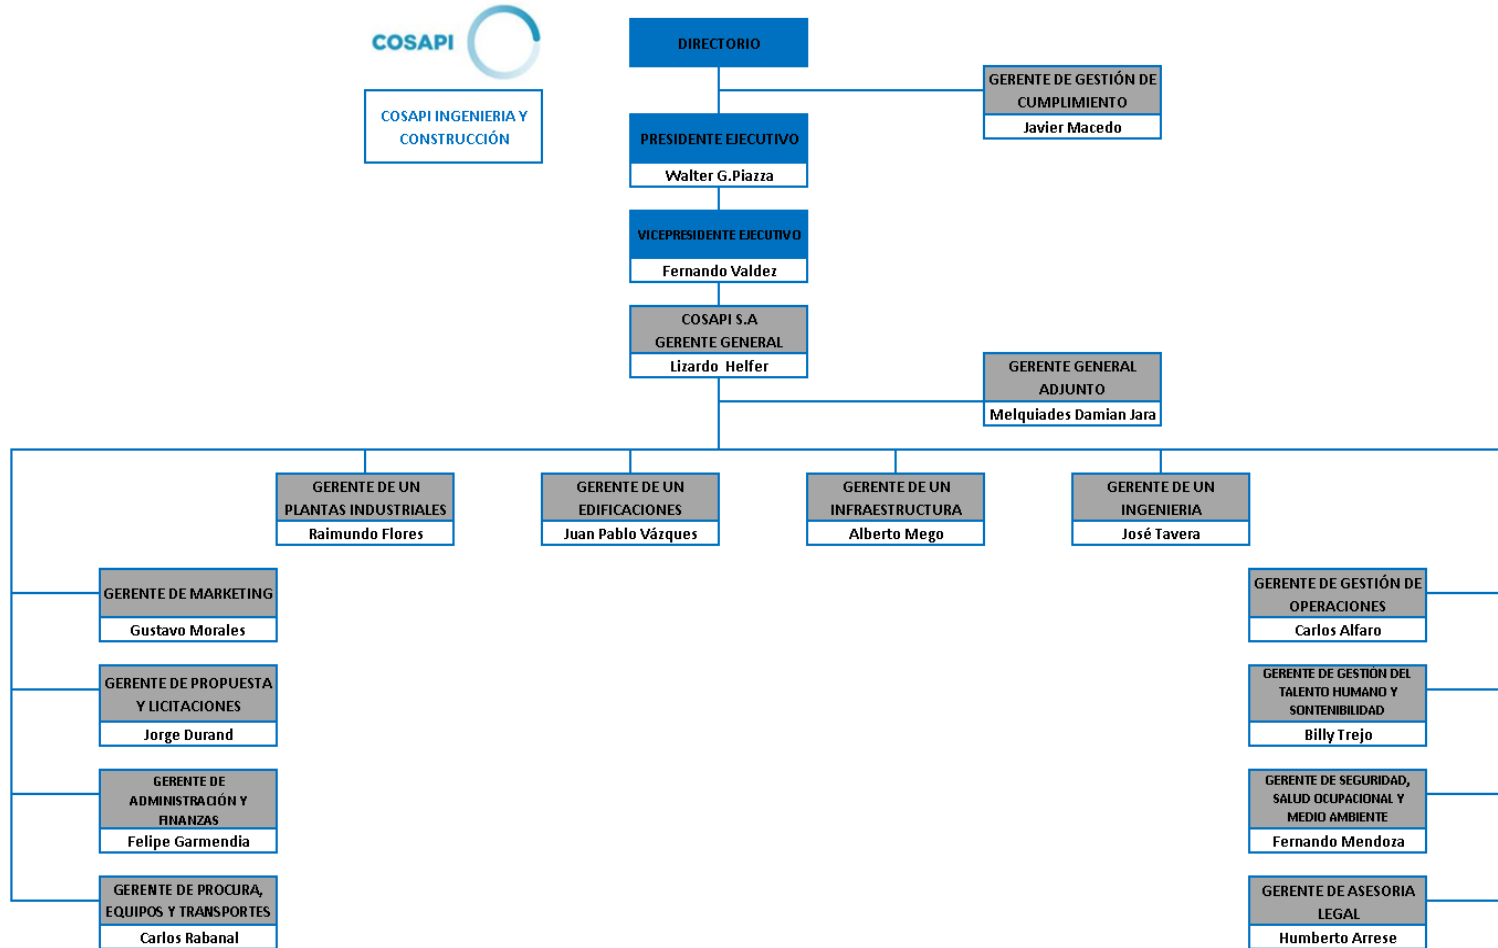 COSAPI
COSAPI INGENIERIA Y
CONSTRUCCIÓN
DIRECTORIO
GERENTE DE GESTIÓN DE
CUMPLIMIENTO
Javier Macedo
PRESIDENTE EJECUTIVO
Walter G.Piazza
VICEPRESIDENTE EJECUTIVO
Fernando Valdez
COSAPI S.A
GERENTE GENERAL
Lizardo Helfer
GERENTE GENERAL
ADJUNTO
Melquiades Damian Jara
GERENTE DE UN
PLANTAS INDUSTRIALES
Raimundo Flores
GERENTE DE UN
EDIFICACIONES
Juan Pablo Vázques
GERENTE DE UN
INFRAESTRUCTURA
Alberto Mego
GERENTE DE UN
INGENIERIA
José Tavera
GERENTE DE MARKETING
Gustavo Morales
GERENTE DE PROPUESTA
Y LICITACIONES
Jorge Durand
GERENTE DE
ADMINISTRACIÓN Y
FINANZAS
Felipe Garmendia
GERENTE DE PROCURA,
EQUIPOS Y TRANSPORTES
Carlos Rabanal
GERENTE DE GESTIÓN DE
OPERACIONES
Carlos Alfaro
GERENTE DE GESTIÓN DEL
TALENTO HUMANO Y
SONTENIBILIDAD
Billy Trejo
GERENTE DE SEGURIDAD,
SALUD OCUPACIONAL Y
MEDIO AMBIENTE
Fernando Mendoza
GERENTE DE ASESORIA
LEGAL
Humberto Arrese